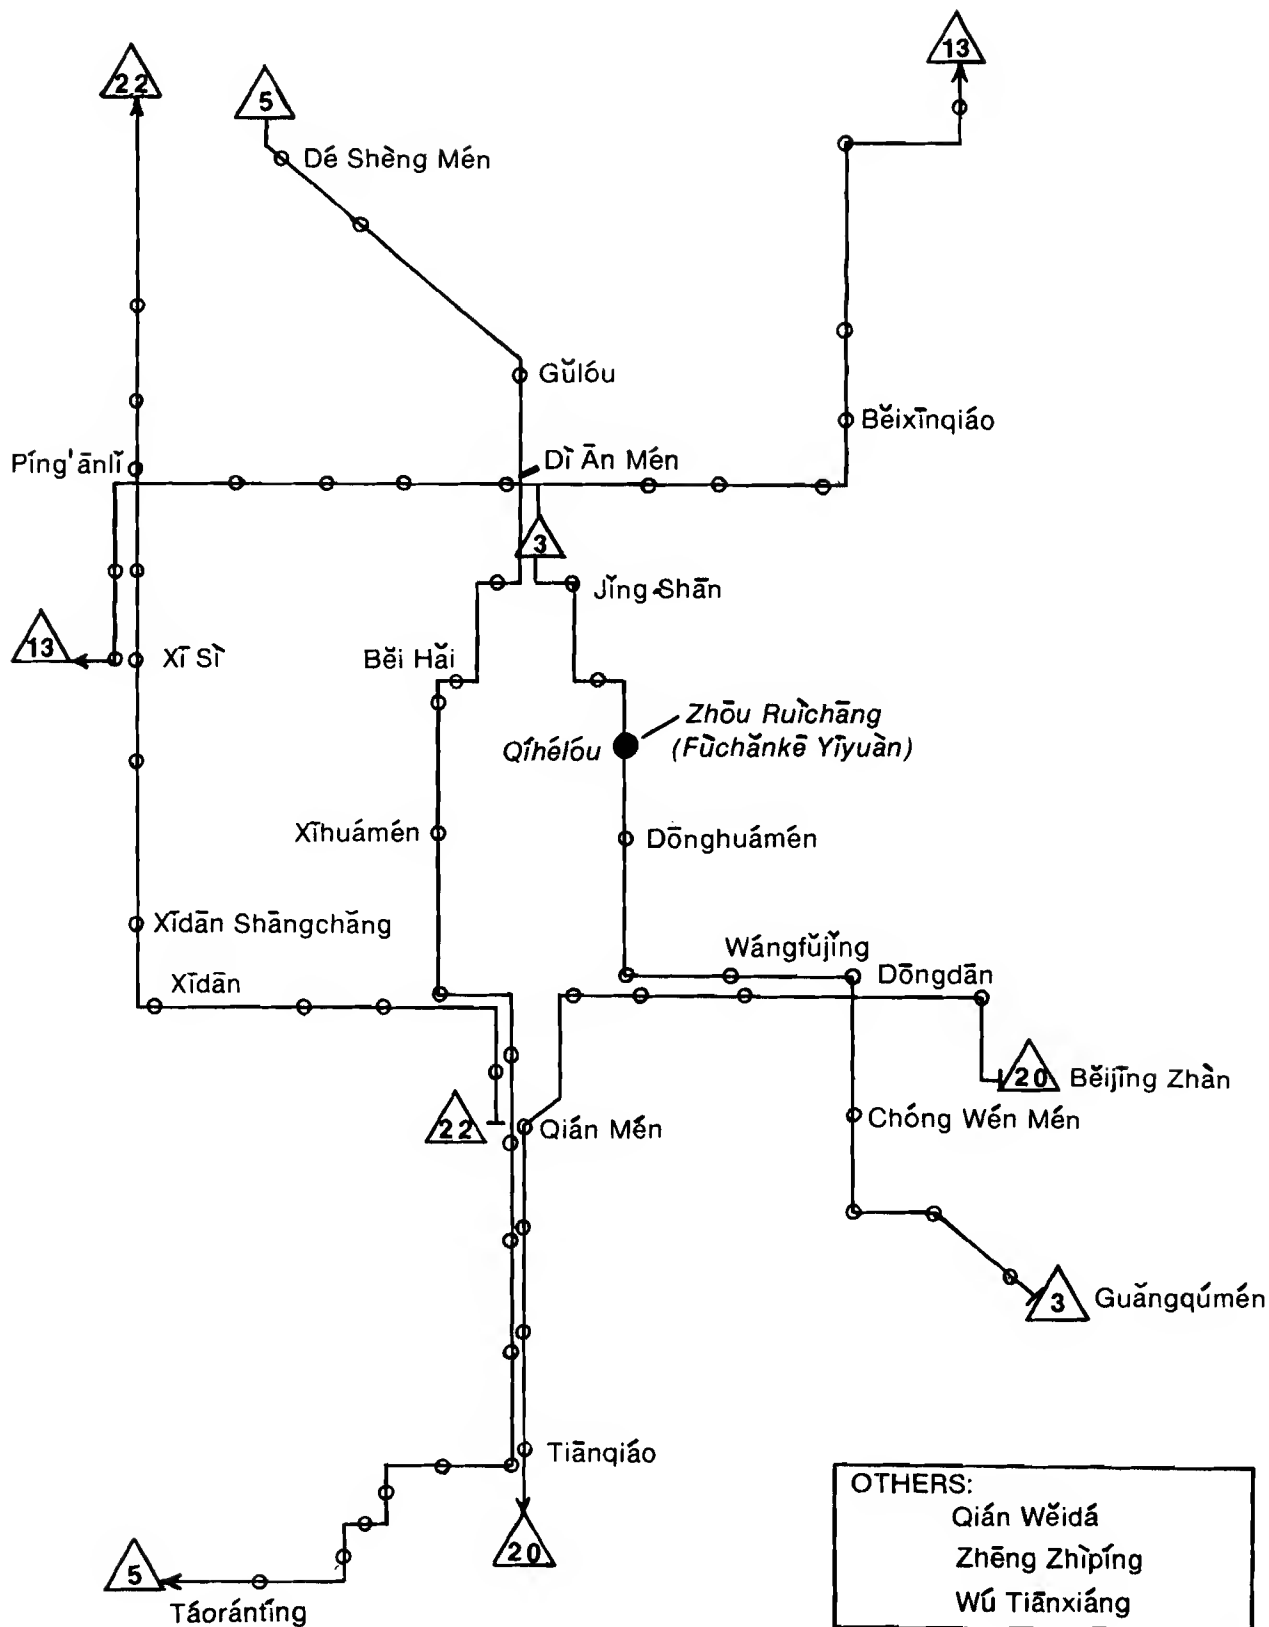 13
22
5
Dé Shèng Mén
Gǔlóu
Běixīnqiáo
Píng'ānlǐ
Dì Ān Mén
3
Jǐng Shān
13
Xī Sì
Běi Hǎi
Zhōu Ruìchāng
Qíhélóu
(Fùchǎnkē Yīyuàn)
Xīhuámén
Dōnghuámén
Xīdān Shāngchǎng
Wángfǔjǐng
Xīdān
Dōngdān
20
Běijīng Zhàn
22
Qián Mén
Chóng Wén Mén
3
Guǎngqúmén
Tiānqiáo
OTHERS:
Qián Wěidá
20
Zhēng Zhìpíng
5
Wú Tiānxiáng
Táorántíng